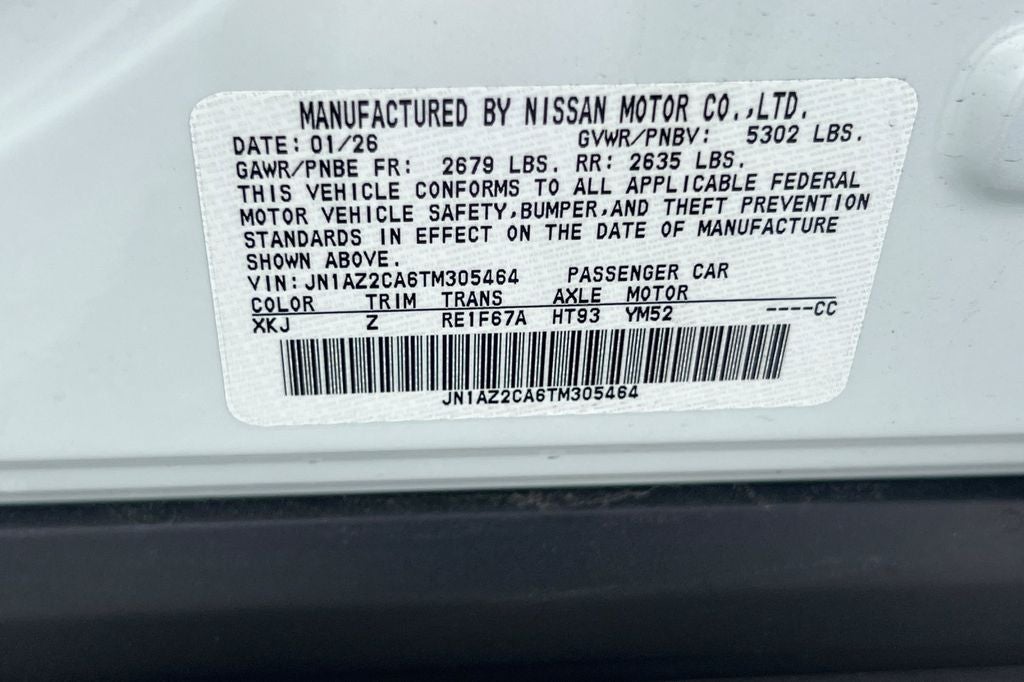 MANUFACTURED BY NISSAN MOTOR CO.,LTD.
DATE: 01/26 GVWR/PNBV: 5302 LBS.
GAWR/PNBE FR: 2679 LBS. RR: 2635 LBS.
THIS VEHICLE CONFORMS TO ALL APPLICABLE FEDERAL
MOTOR VEHICLE SAFETY,BUMPER,AND THEFT PREVENTION
STANDARDS IN EFFECT ON THE DATE OF MANUFACTURE
SHOWN ABOVE.
VIN: JN1AZ2CA6TM305464 PASSENGER CAR
COLOR TRIM TRANS AXLE MOTOR
XKJ Z RE1F67A HT93 YM52 ----CC
JN1AZ2CA6TM305464